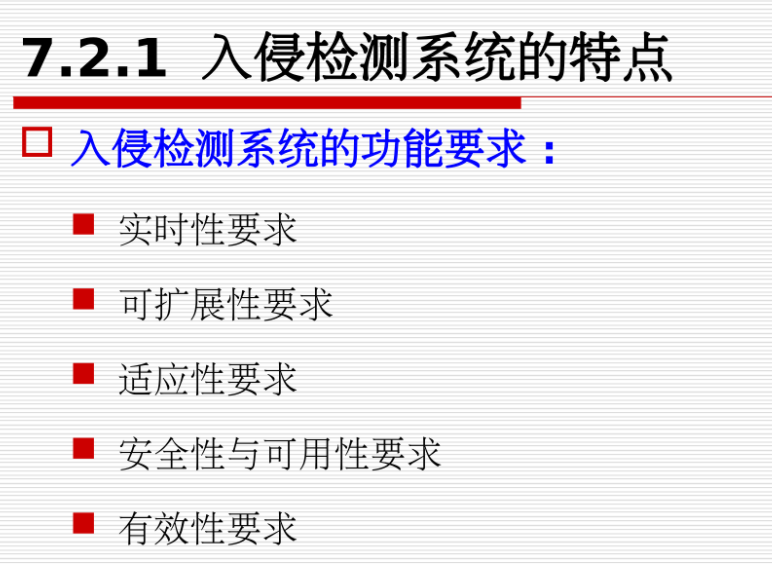 7.2.1 入侵检测系统的特点
入侵检测系统的功能要求：
实时性要求
可扩展性要求
适应性要求
安全性与可用性要求
有效性要求